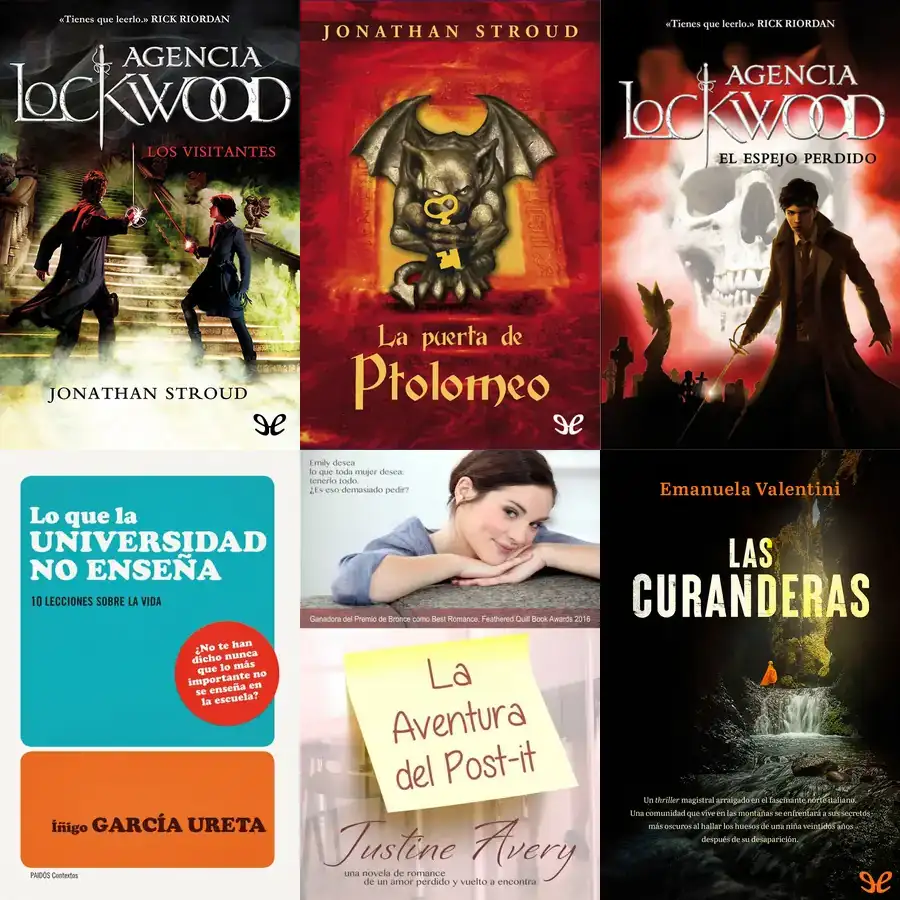 «Tienes que leerlo.» RICK RIORDAN
AGENCIA
LOCKWOOD
LOS VISITANTES
JONATHAN STROUD
JONATHAN STROUD
La puerta de
Ptolomeo
«Tienes que leerlo.» RICK RIORDAN
AGENCIA
LOCKWOOD
EL ESPEJO PERDIDO
Lo que la
UNIVERSIDAD
NO ENSEÑA
10 LECCIONES SOBRE LA VIDA
¿No te han
dicho nunca
que lo más
importante no
se enseña en
la escuela?
Íñigo GARCÍA URETA
PAIDÓS Contextos
Emily desea
lo que toda mujer desea:
tenerlo todo.
¿Es eso demasiado pedir?
Ganadora del Premio de Bronce como Best Romance, Feathered Quill Book Awards 2016
La
Aventura
del Post-it
Justine Avery
una novela de romance
de un amor perdido y vuelto a encontra
Emanuela Valentini
LAS
CURANDERAS
Un thriller magistral arraigado en el fascinante norte italiano.
Una comunidad que vive en las montañas se enfrentará a sus secretos
más oscuros al hallar los huesos de una niña veintidós años
después de su desaparición.